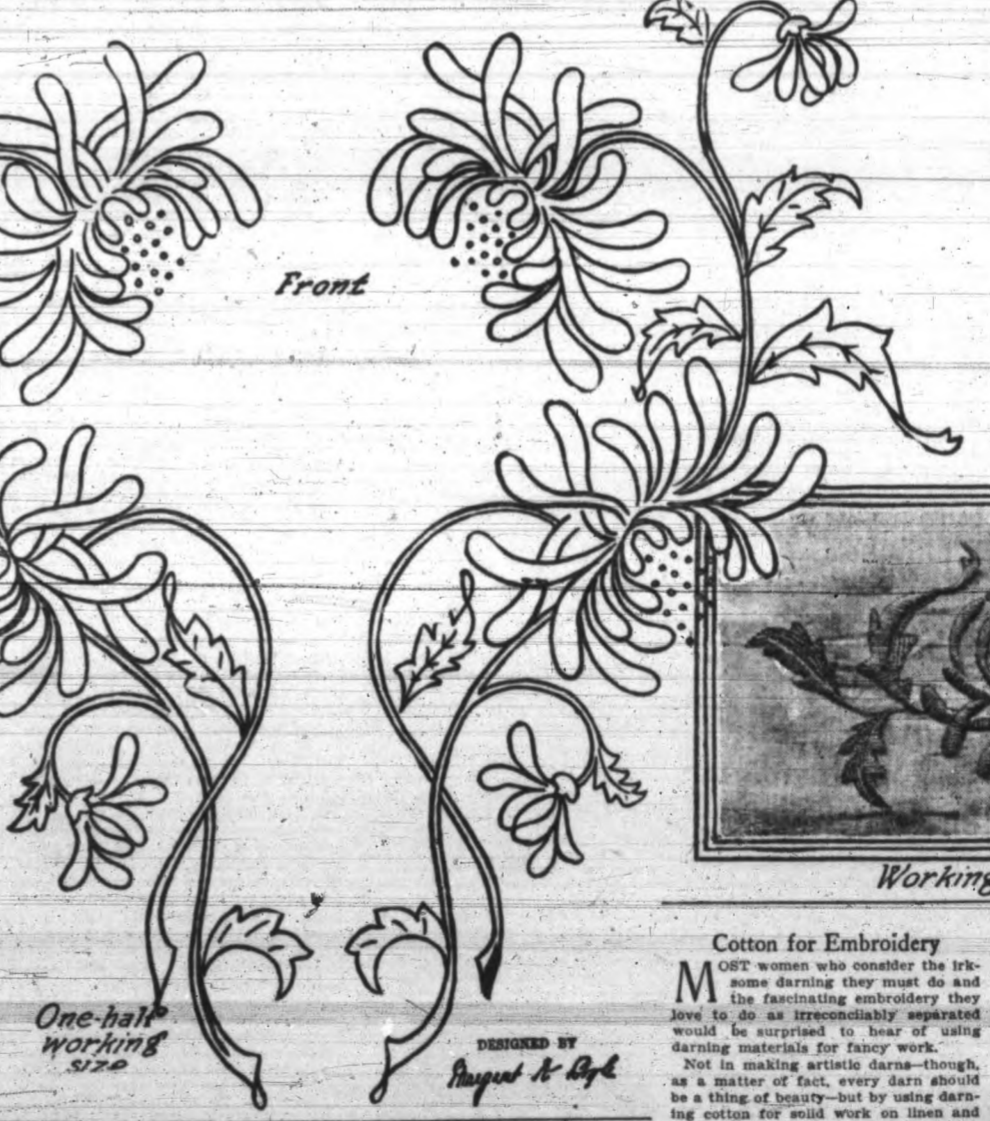 Front
One-half
working
size
DESIGNED BY
Working
Cotton for Embroidery
MOST women who consider the irk-
some darning they must do and
the fascinating embroidery they
love to do as irreconcilably separated
would be surprised to hear of using
darning materials for fancy work.
Not in making artistic darns—though,
as a matter of fact, every darn should
be a thing of beauty—but by using darn-
ing cotton for solid work on linen and